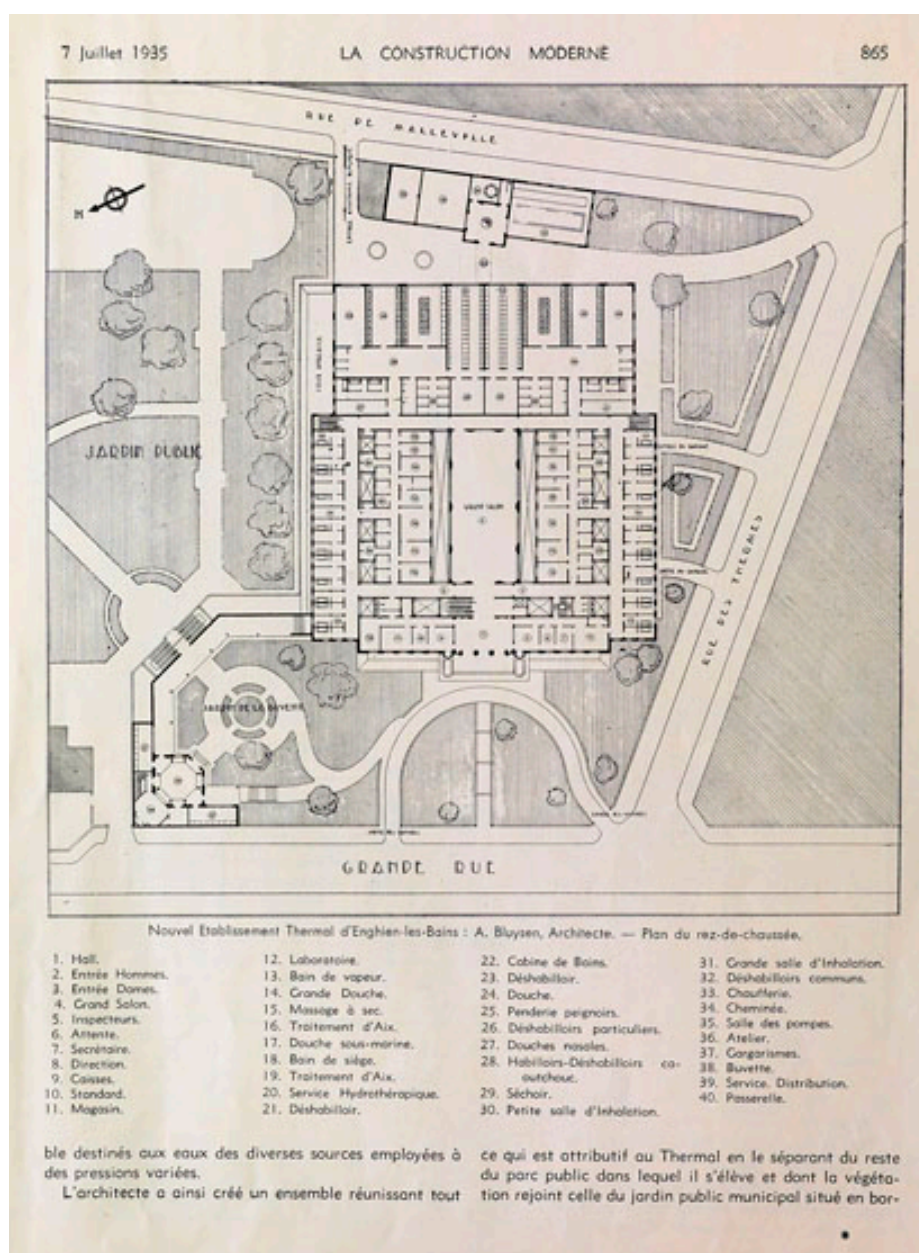 7 Juillet 1935 LA CONSTRUCTION MODERNE 865
RUE DE MALLEVILLE
N
JARDIN PUBLIC
GRAND SALON
RUE DES THERMES
JARDIN DE LA BUVETTE
GRANDE RUE
Nouvel Etablissement Thermal d'Enghien-les-Bains : A. Bluysen, Architecte. — Plan du rez-de-chaussée.
1. Hall.
2. Entrée Hommes.
3. Entrée Dames.
4. Grand Salon.
5. Inspecteurs.
6. Attente.
7. Secrétaire.
8. Direction.
9. Caisses.
10. Standard.
11. Magasin.
12. Laboratoire.
13. Bain de vapeur.
14. Grande Douche.
15. Massage à sec.
16. Traitement d'Aix.
17. Douche sous-marine.
18. Bain de siège.
19. Traitement d'Aix.
20. Service Hydrothérapique.
21. Déshabilloir.
22. Cabine de Bains.
23. Déshabilloir.
24. Douche.
25. Penderie peignoirs.
26. Déshabilloirs particuliers.
27. Douches nasales.
28. Habilloirs-Déshabilloirs ca-
outchouc.
29. Séchoir.
30. Petite salle d'Inhalation.
31. Grande salle d'Inhalation.
32. Déshabilloirs communs.
33. Chaufferie.
34. Cheminée.
35. Salle des pompes.
36. Atelier.
37. Gargarismes.
38. Buvette.
39. Service. Distribution.
40. Passerelle.
ble destinés aux eaux des diverses sources employées à
des pressions variées.
L'architecte a ainsi créé un ensemble réunissant tout
ce qui est attributif au Thermal en le séparant du reste
du parc public dans lequel il s'élève et dont la végéta-
tion rejoint celle du jardin public municipal situé en bor-